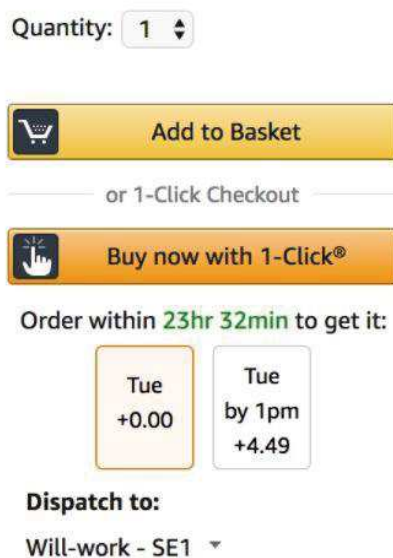 Quantity: 1
Add to Basket
or 1-Click Checkout
Buy now with 1-Click®
Order within 23hr 32min to get it:
Tue
+0.00
Tue
by 1pm
+4.49
Dispatch to:
Will-work - SE1